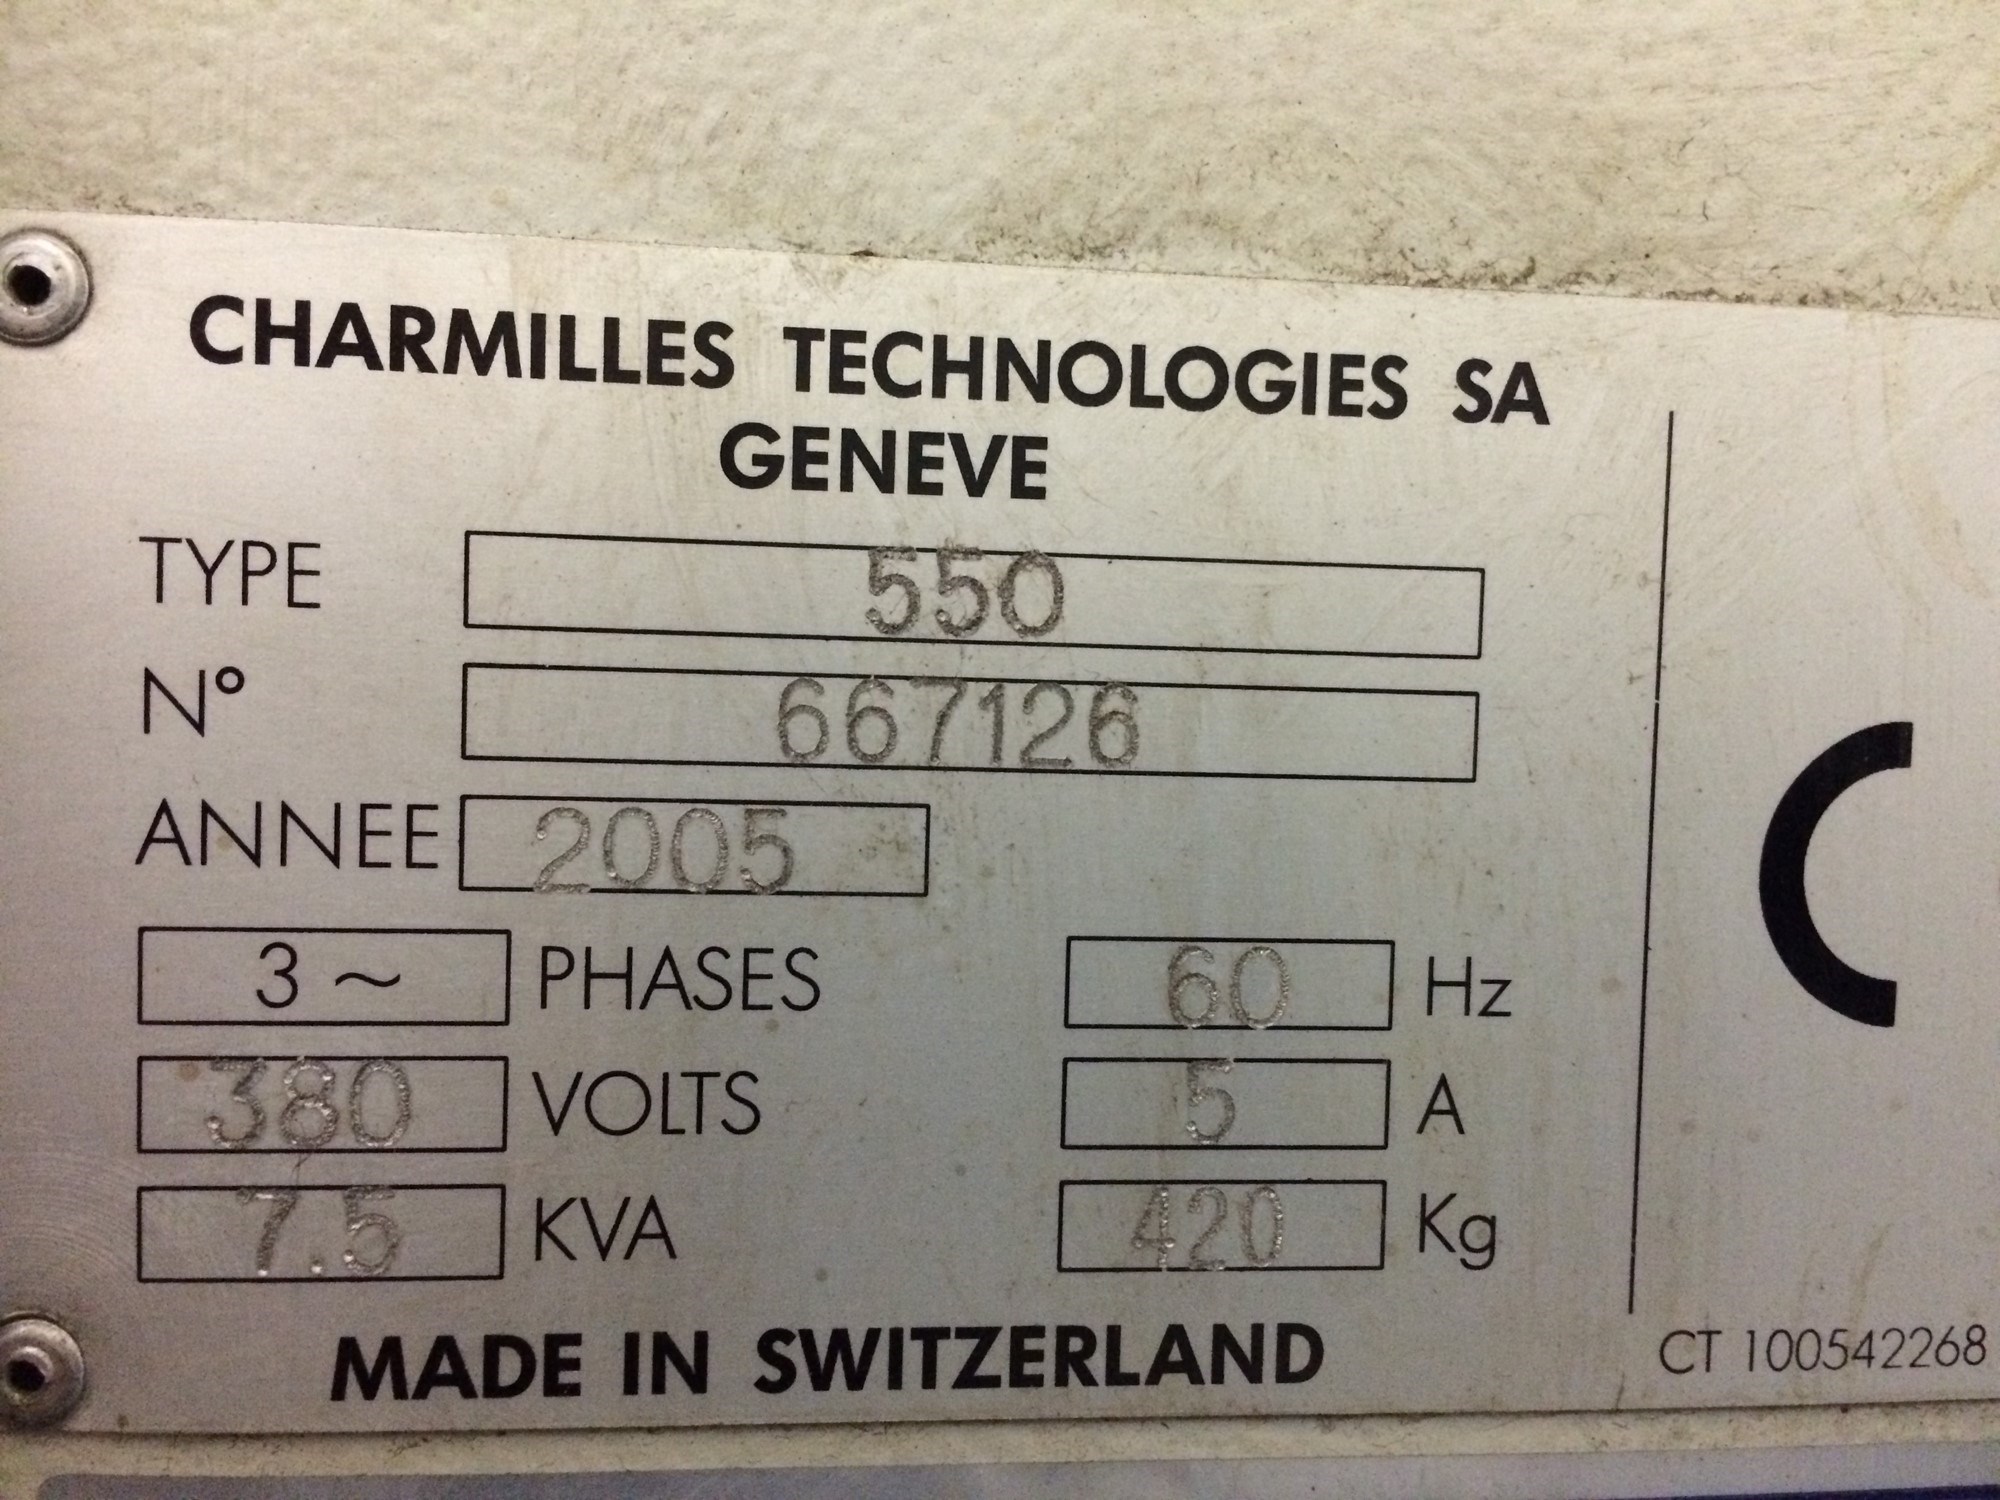 CHARMILLES TECHNOLOGIES SA
GENEVE
TYPE 550
N° 667126
ANNEE 2005
3 ~ PHASES 60 Hz
380 VOLTS 5 A
7.5 KVA 420 Kg
MADE IN SWITZERLAND
C
CT 100542268